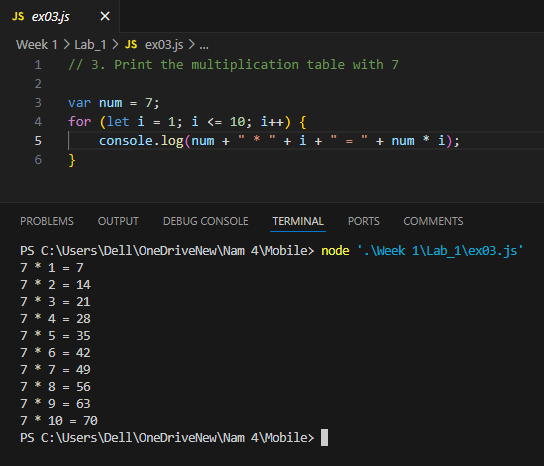 JS ex03.js ×
Week 1 > Lab_1 > JS ex03.js > ...
1 // 3. Print the multiplication table with 7
2
3 var num = 7;
4 for (let i = 1; i <= 10; i++) {
5     console.log(num + " * " + i + " = " + num * i);
6 }
PROBLEMS OUTPUT DEBUG CONSOLE TERMINAL PORTS COMMENTS
PS C:\Users\Dell\OneDriveNew\Nam 4\Mobile> node '.\Week 1\Lab_1\ex03.js'
7 * 1 = 7
7 * 2 = 14
7 * 3 = 21
7 * 4 = 28
7 * 5 = 35
7 * 6 = 42
7 * 7 = 49
7 * 8 = 56
7 * 9 = 63
7 * 10 = 70
PS C:\Users\Dell\OneDriveNew\Nam 4\Mobile>